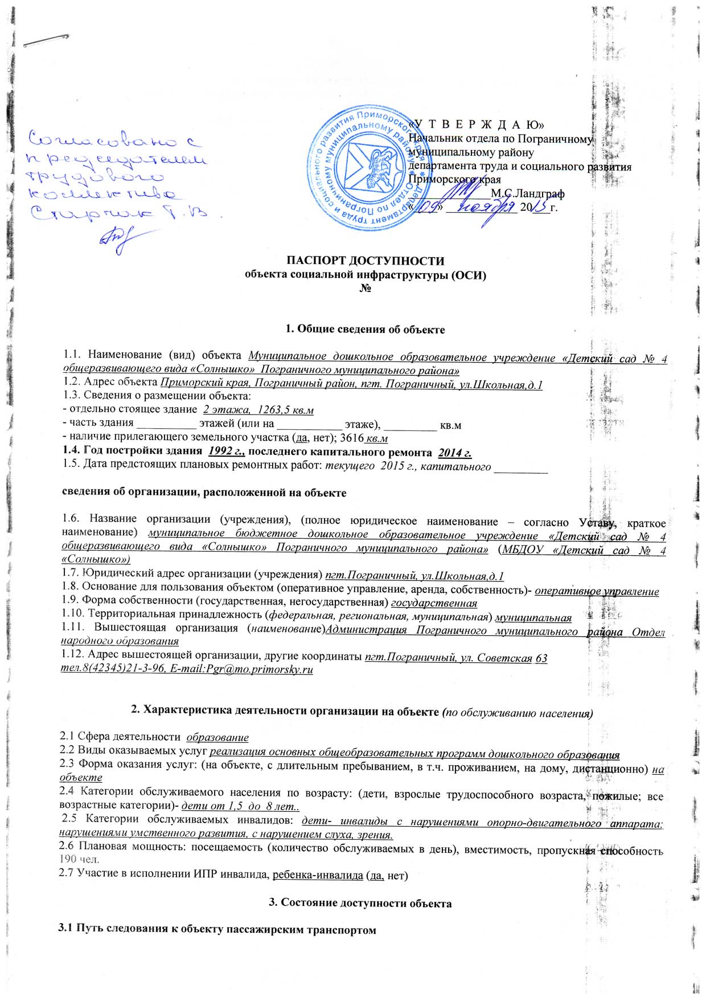 Согласовано с
председателем
трудового
коллектива
«У Т В Е Р Ж Д А Ю»
Начальник отдела по Пограничному
муниципальному району
департамента труда и социального развития
Приморского края
_____________М.С.Ландграф
«09» ноября 2015г.
Департамент труда и социального развития Приморского края *
Отдел по Пограничному муниципальному району *
ПАСПОРТ ДОСТУПНОСТИ
объекта социальной инфраструктуры (ОСИ)
№
1. Общие сведения об объекте
1.1. Наименование (вид) объекта Муниципальное дошкольное образовательное учреждение «Детский сад № 4
общеразвивающего вида «Солнышко» Пограничного муниципального района»
1.2. Адрес объекта Приморский края, Пограничный район, пгт. Пограничный, ул.Школьная,д.1
1.3. Сведения о размещении объекта:
- отдельно стоящее здание 2 этажа, 1263,5 кв.м
- часть здания __________ этажей (или на ___________ этаже), _________ кв.м
- наличие прилегающего земельного участка (да, нет); 3616 кв.м
1.4. Год постройки здания 1992 г., последнего капитального ремонта 2014 г.
1.5. Дата предстоящих плановых ремонтных работ: текущего 2015 г., капитального _________
сведения об организации, расположенной на объекте
1.6. Название организации (учреждения), (полное юридическое наименование – согласно Уставу, краткое
наименование) муниципальное бюджетное дошкольное образовательное учреждение «Детский сад № 4
общеразвивающего вида «Солнышко» Пограничного муниципального района» (МБДОУ «Детский сад № 4
«Солнышко»)
1.7. Юридический адрес организации (учреждения) пгт.Пограничный, ул.Школьная,д.1
1.8. Основание для пользования объектом (оперативное управление, аренда, собственность)- оперативное управление
1.9. Форма собственности (государственная, негосударственная) государственная
1.10. Территориальная принадлежность (федеральная, региональная, муниципальная) муниципальная
1.11. Вышестоящая организация (наименование)Администрация Пограничного муниципального района Отдел
народного образования
1.12. Адрес вышестоящей организации, другие координаты пгт.Пограничный, ул. Советская 63
тел.8(42345)21-3-96, E-mail:Pgr@mo.primorsky.ru
2. Характеристика деятельности организации на объекте (по обслуживанию населения)
2.1 Сфера деятельности образование
2.2 Виды оказываемых услуг реализация основных общеобразовательных программ дошкольного образования
2.3 Форма оказания услуг: (на объекте, с длительным пребыванием, в т.ч. проживанием, на дому, дистанционно) на
объекте
2.4 Категории обслуживаемого населения по возрасту: (дети, взрослые трудоспособного возраста, пожилые; все
возрастные категории)- дети от 1,5 до 8 лет..
2.5 Категории обслуживаемых инвалидов: дети- инвалиды с нарушениями опорно-двигательного аппарата;
нарушениями умственного развития, с нарушением слуха, зрения.
2.6 Плановая мощность: посещаемость (количество обслуживаемых в день), вместимость, пропускная способность
190 чел.
2.7 Участие в исполнении ИПР инвалида, ребенка-инвалида (да, нет)
3. Состояние доступности объекта
3.1 Путь следования к объекту пассажирским транспортом